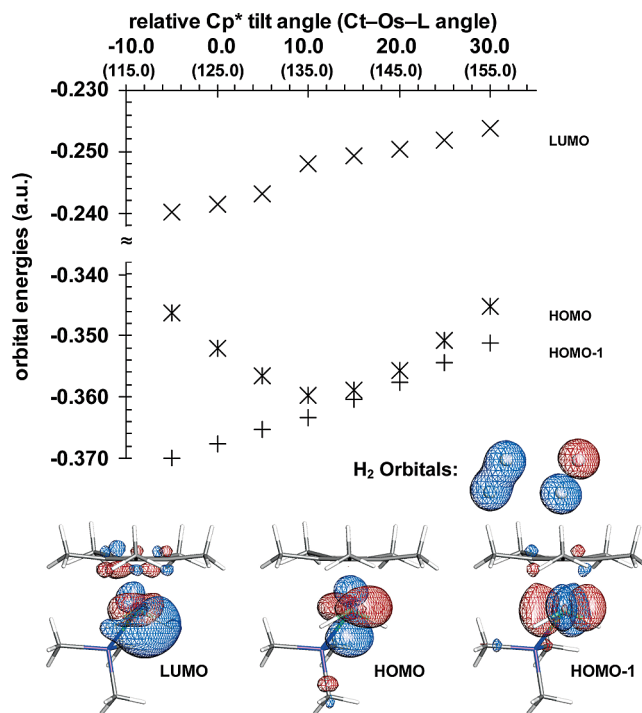 relative Cp* tilt angle (Ct–Os–L angle)
-10.0 0.0 10.0 20.0 30.0
(115.0) (125.0) (135.0) (145.0) (155.0)
-0.230
LUMO
-0.250
-0.240
≈
orbital energies (a.u.)
-0.340
HOMO
-0.350
HOMO-1
-0.360
-0.370
H2 Orbitals:
LUMO HOMO HOMO-1